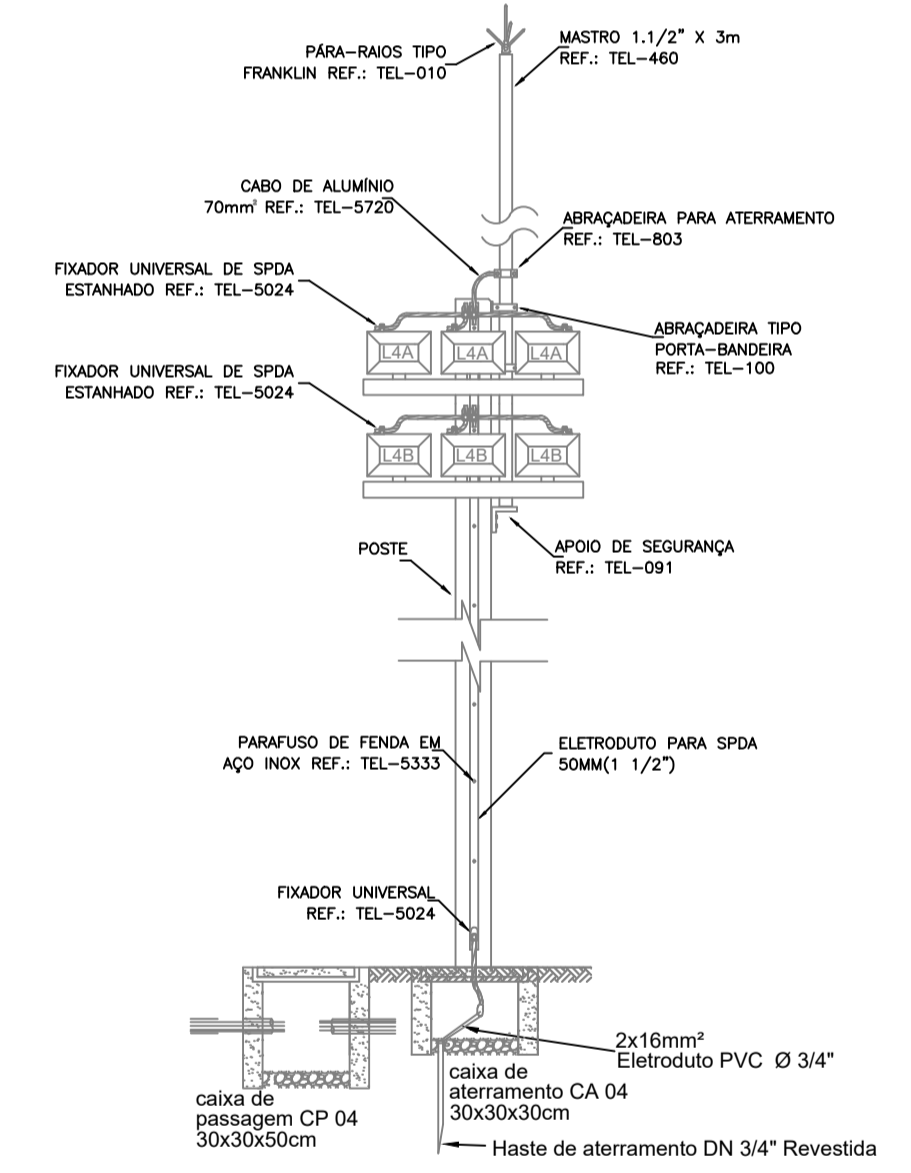 PÁRA-RAIOS TIPO
FRANKLIN REF.: TEL-010
MASTRO 1.1/2" X 3m
REF.: TEL-460
CABO DE ALUMÍNIO
70mm² REF.: TEL-5720
ABRAÇADEIRA PARA ATERRAMENTO
REF.: TEL-803
FIXADOR UNIVERSAL DE SPDA
ESTANHADO REF.: TEL-5024
ABRAÇADEIRA TIPO
PORTA-BANDEIRA
REF.: TEL-100
L4A
L4A
L4A
FIXADOR UNIVERSAL DE SPDA
ESTANHADO REF.: TEL-5024
L4B
L4B
L4B
POSTE
APOIO DE SEGURANÇA
REF.: TEL-091
PARAFUSO DE FENDA EM
AÇO INOX REF.: TEL-5333
ELETRODUTO PARA SPDA
50MM(1 1/2")
FIXADOR UNIVERSAL
REF.: TEL-5024
2x16mm²
Eletroduto PVC Ø 3/4"
caixa de
passagem CP 04
30x30x50cm
caixa de
aterramento CA 04
30x30x30cm
Haste de aterramento DN 3/4" Revestida